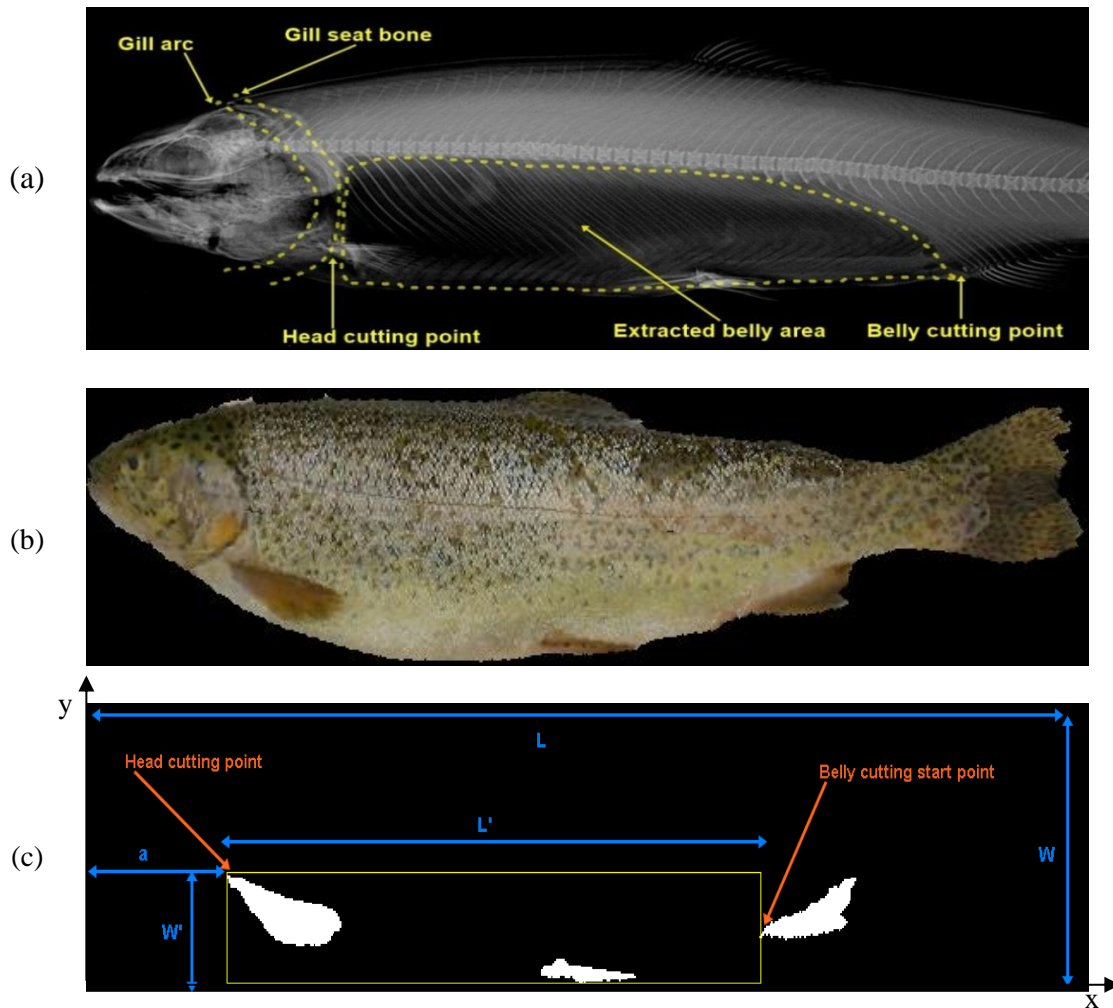 Gill seat bone
Gill arc
(a)
Head cutting point
Extracted belly area
Belly cutting point
(b)
y
L
Head cutting point
Belly cutting start point
L'
(c)
a
W
W'
x